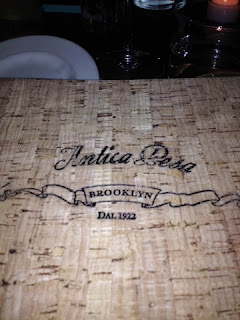 Antica Pesa
BROOKLYN
DAL 1922